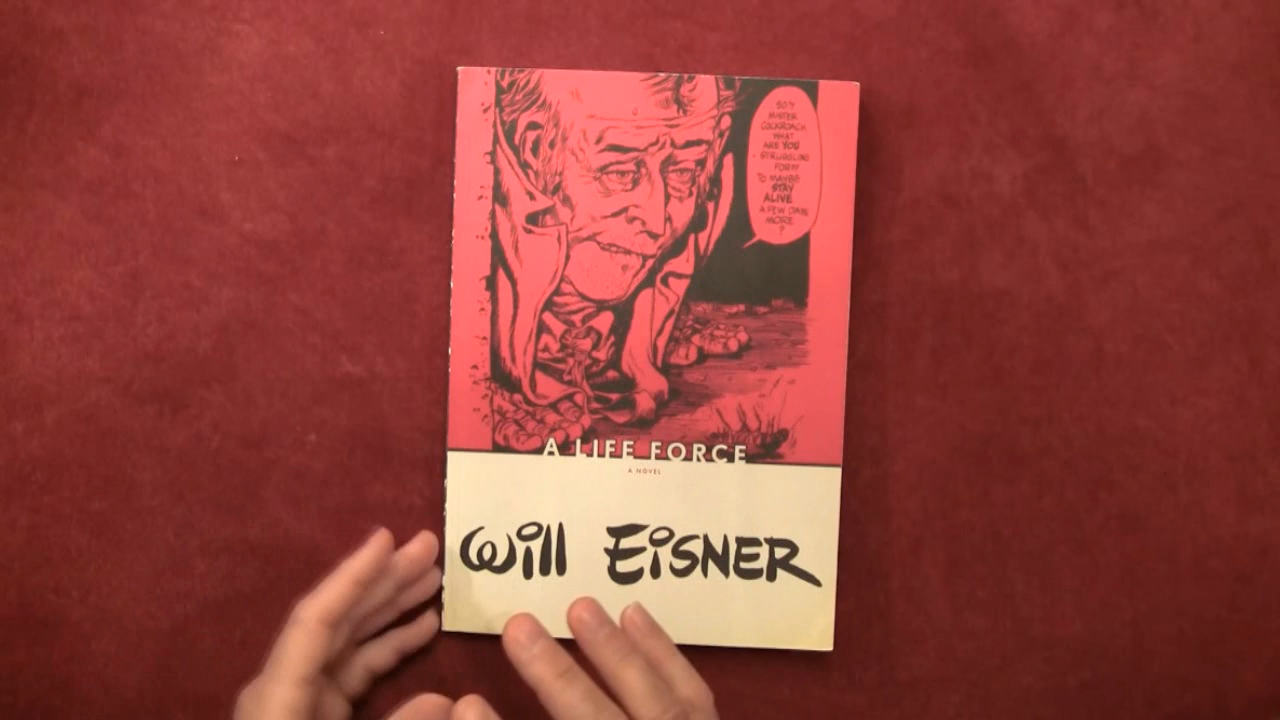 SO??
MISTER
COCKROACH
WHAT
ARE YOU
STRUGGLING
FOR??
TO MAYBE
STAY
ALIVE
A FEW DAYS
MORE
?
A LIFE FORCE
A NOVEL
Will EiSNER